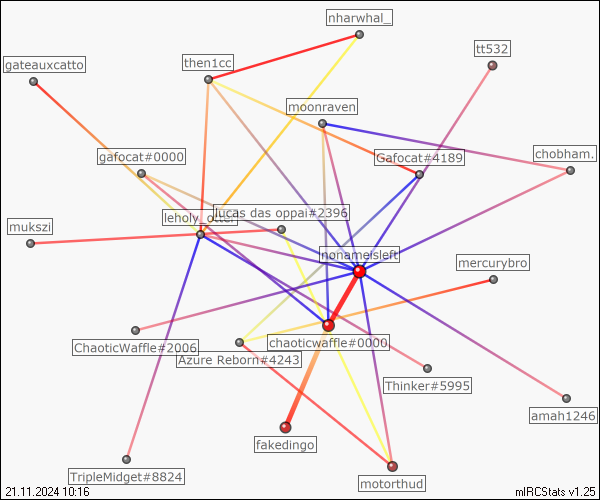 nharwhal_
tt532
gateauxcatto
then1cc
moonraven
gafocat#0000
Gafocat#4189
chobham.
leholy_otter
lucas das oppai#2396
mukszi
nonameisleft
mercurybro
ChaoticWaffle#2006
chaoticwaffle#0000
Azure Reborn#4243
Thinker#5995
amah1246
fakedingo
TripleMidget#8824
motorthud
21.11.2024 10:16
mIRCStats v1.25